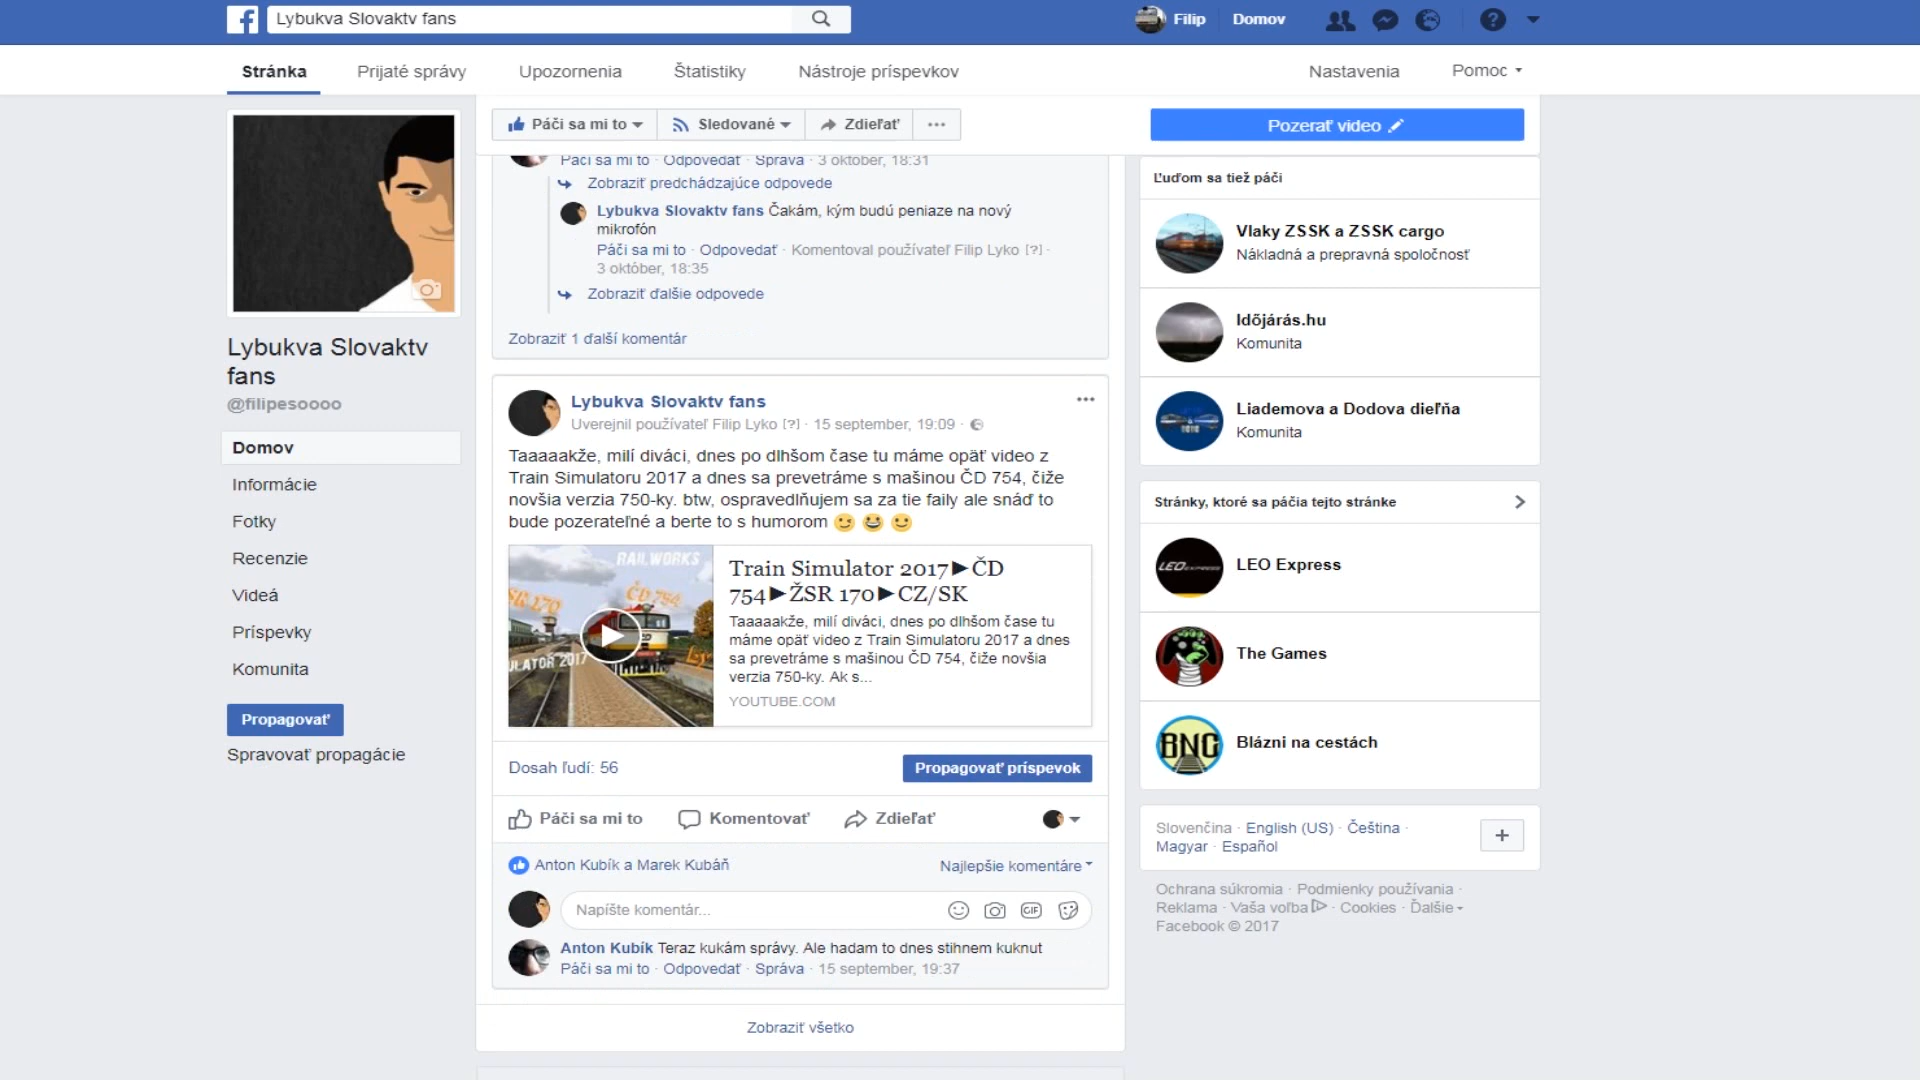 Lybukva Slovaktv fans
Filip
Domov
Stránka
Prijaté správy
Upozornenia
Štatistiky
Nástroje príspevkov
Nastavenia
Pomoc
Páči sa mi to
Sledované
Zdieľať
Pozerať video
Lybukva Slovaktv
fans
@filipesoooo
Domov
Informácie
Fotky
Recenzie
Videá
Príspevky
Komunita
Propagovať
Spravovať propagácie
Páči sa mi to · Odpovedať · Správa · 3 október, 18:31
Zobraziť predchádzajúce odpovede
Lybukva Slovaktv fans Čakám, kým budú peniaze na nový
mikrofón
Páči sa mi to · Odpovedať · Komentoval používateľ Filip Lyko [?] ·
3 október, 18:35
Zobraziť ďalšie odpovede
Zobraziť 1 ďalší komentár
Lybukva Slovaktv fans
Uverejnil používateľ Filip Lyko [?] · 15 september, 19:09 ·
Taaaaakže, milí diváci, dnes po dlhšom čase tu máme opäť video z
Train Simulatoru 2017 a dnes sa prevetráme s mašinou ČD 754, čiže
novšia verzia 750-ky. btw, ospravedlňujem sa za tie faily ale snáď to
bude pozerateľné a berte to s humorom 😉 😀 🙂
RAILWORKS
SR 170
ČD 754
ULATOR 2017
Ly
Train Simulator 2017►ČD
754►ŽSR 170►CZ/SK
Taaaaakže, milí diváci, dnes po dlhšom čase tu
máme opäť video z Train Simulatoru 2017 a dnes
sa prevetráme s mašinou ČD 754, čiže novšia
verzia 750-ky. Ak s...
YOUTUBE.COM
Dosah ľudí: 56
Propagovať príspevok
Páči sa mi to
Komentovať
Zdieľať
Anton Kubík a Marek Kubáň
Najlepšie komentáre
Napíšte komentár...
GIF
Anton Kubík Teraz kukám správy. Ale hadam to dnes stihnem kuknut
Páči sa mi to · Odpovedať · Správa · 15 september, 19:37
Zobraziť všetko
Ľuďom sa tiež páči
Vlaky ZSSK a ZSSK cargo
Nákladná a prepravná spoločnosť
Időjárás.hu
Komunita
Liademova a Dodova dieľňa
Komunita
Stránky, ktoré sa páčia tejto stránke
LEO EXPRESS
LEO Express
The Games
BNC
Blázni na cestách
Slovenčina · English (US) · Čeština ·
Magyar · Español
Ochrana súkromia · Podmienky používania ·
Reklama · Vaša voľba · Cookies · Ďalšie
Facebook © 2017